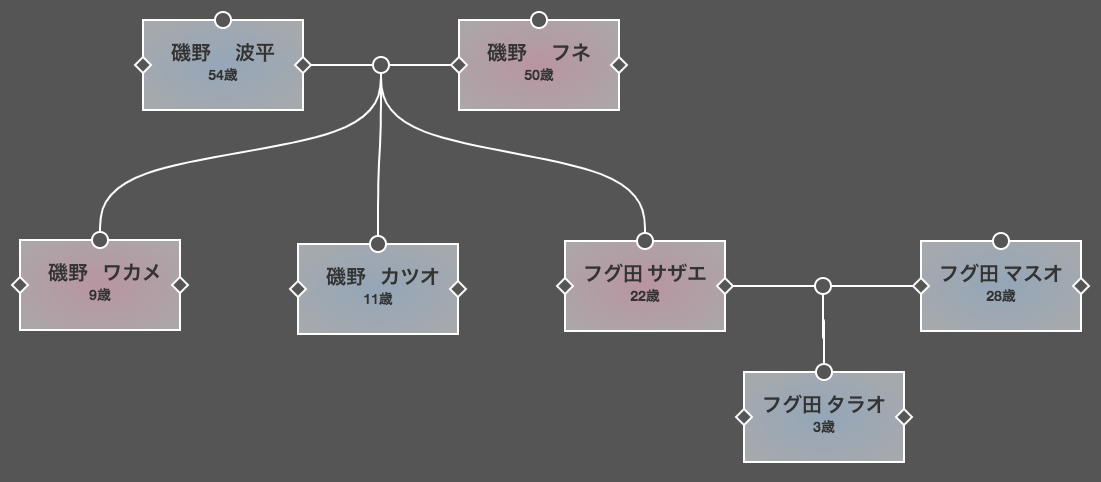 磯野　波平
54歳
磯野　フネ
50歳
磯野　ワカメ
9歳
磯野　カツオ
11歳
フグ田 サザエ
22歳
フグ田 マスオ
28歳
フグ田 タラオ
3歳